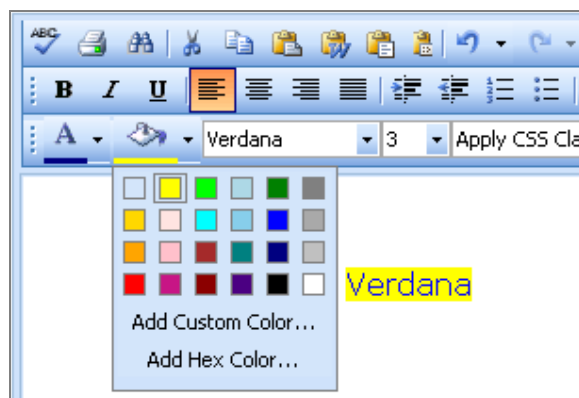 ABC
B I U
A Verdana 3 Apply CSS Cla
Verdana
Add Custom Color...
Add Hex Color...